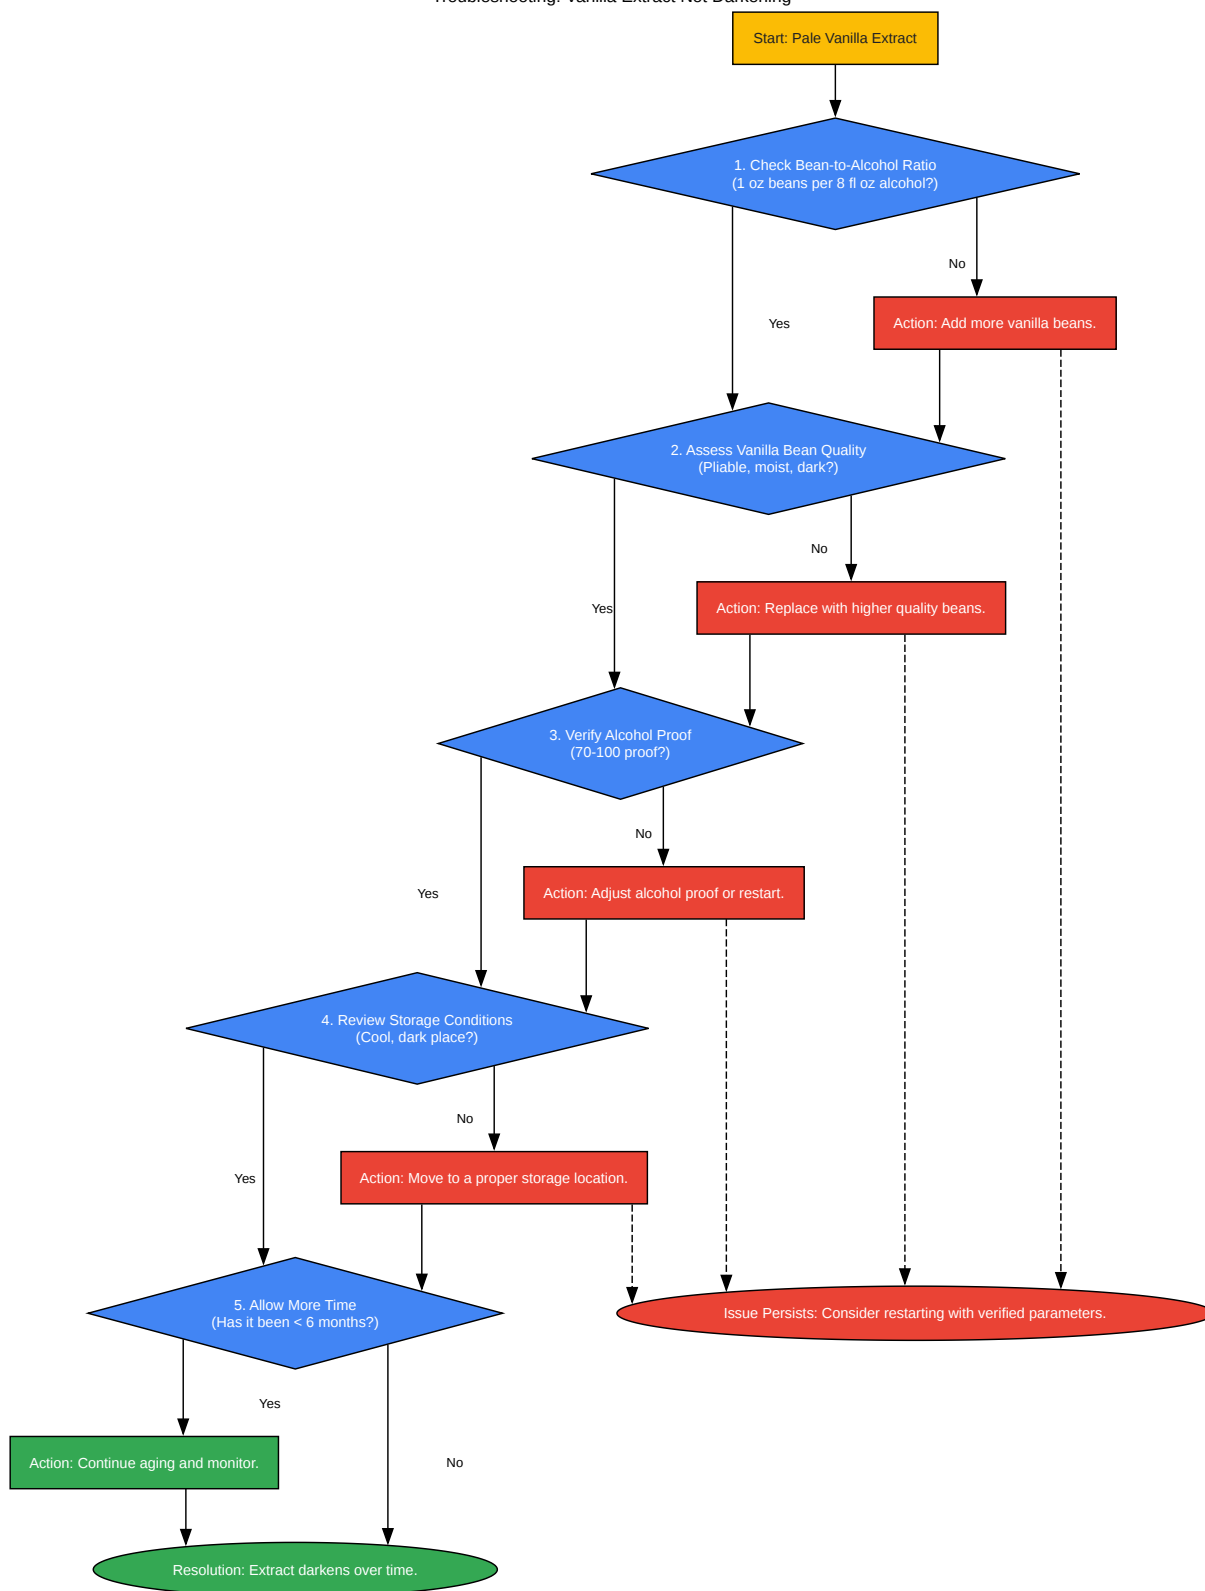 Troubleshooting: Vanilla Extract Not Darkening
Start: Pale Vanilla Extract
1. Check Bean-to-Alcohol Ratio
(1 oz beans per 8 fl oz alcohol?)
No
Yes
Action: Add more vanilla beans.
2. Assess Vanilla Bean Quality
(Pliable, moist, dark?)
No
Yes
Action: Replace with higher quality beans.
3. Verify Alcohol Proof
(70-100 proof?)
No
Yes
Action: Adjust alcohol proof or restart.
4. Review Storage Conditions
(Cool, dark place?)
No
Yes
Action: Move to a proper storage location.
5. Allow More Time
(Has it been < 6 months?)
Issue Persists: Consider restarting with verified parameters.
Yes
No
Action: Continue aging and monitor.
Resolution: Extract darkens over time.